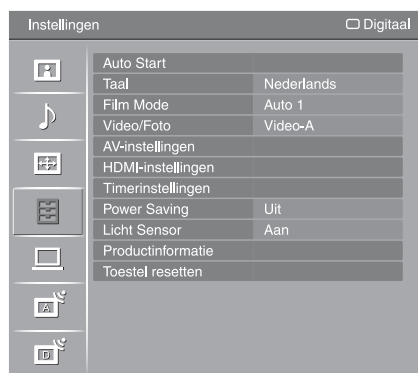 Instellingen Digitaal
Auto Start
Taal Nederlands
Film Mode Auto 1
Video/Foto Video-A
AV-instellingen
HDMI-instellingen
Timerinstellingen
Power Saving Uit
Licht Sensor Aan
Productinformatie
Toestel resetten
A
D